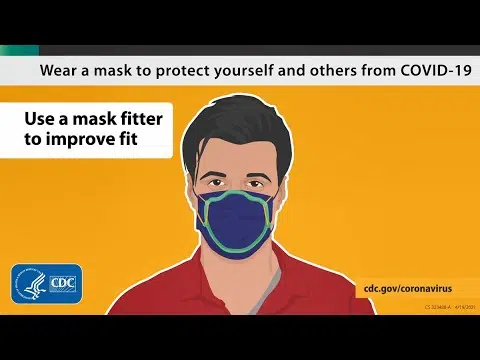 Wear a mask to protect yourself and others from COVID-19
Use a mask fitter
to improve fit
CDC
cdc.gov/coronavirus